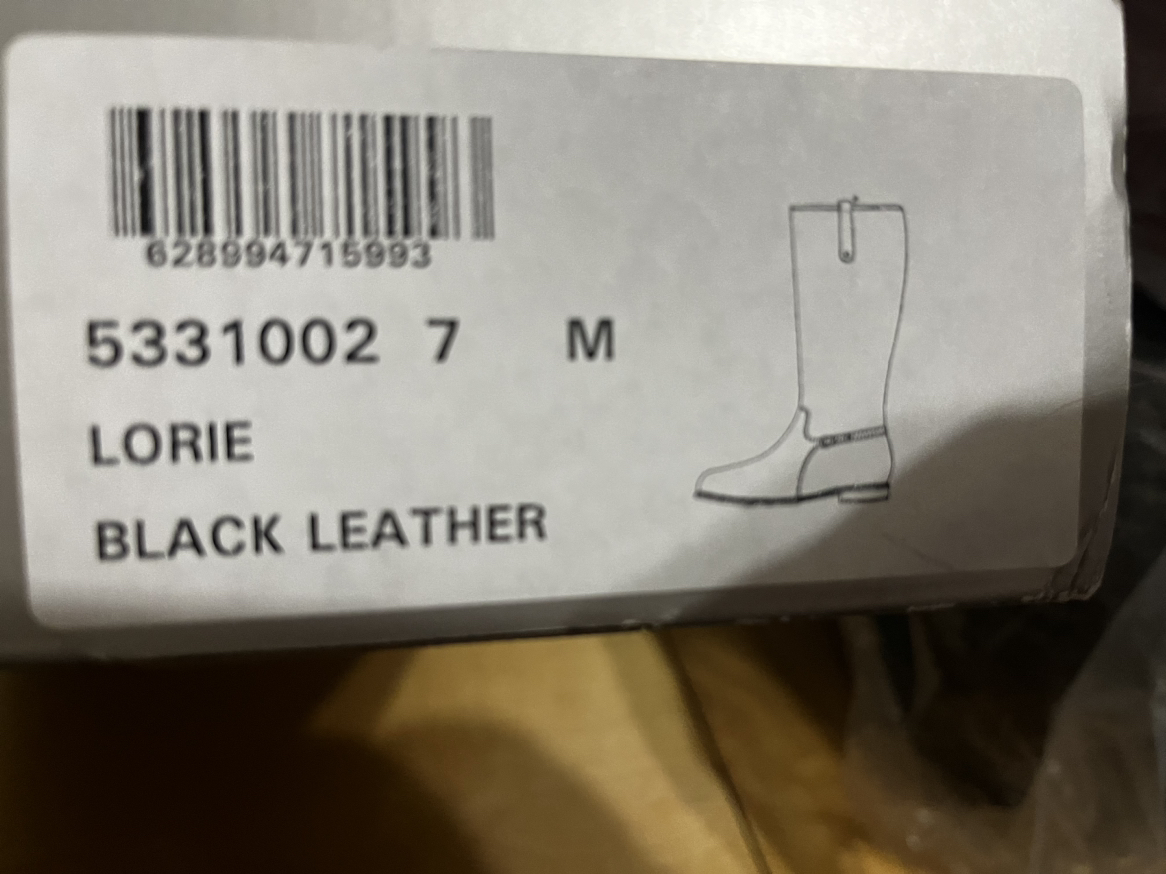 628994715993
5331002 7 M
LORIE
BLACK LEATHER